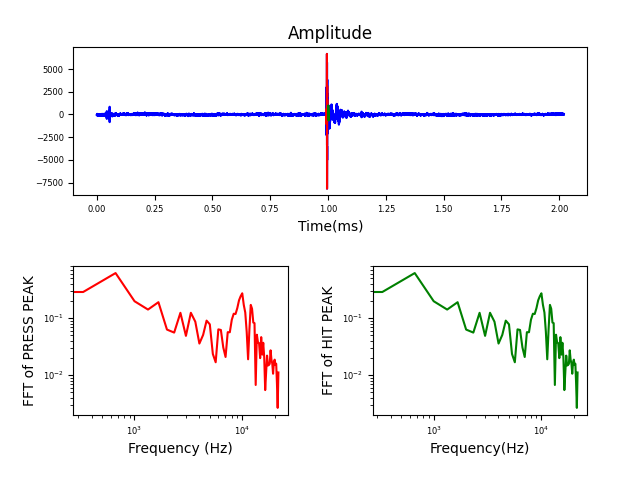 Amplitude
5000
2500
0
−2500
−5000
−7500
0.00 0.25 0.50 0.75 1.00 1.25 1.50 1.75 2.00
Time(ms)
FFT of PRESS PEAK
10⁻¹
10⁻²
10³ 10⁴
Frequency (Hz)
FFT of HIT PEAK
10⁻¹
10⁻²
10³ 10⁴
Frequency(Hz)